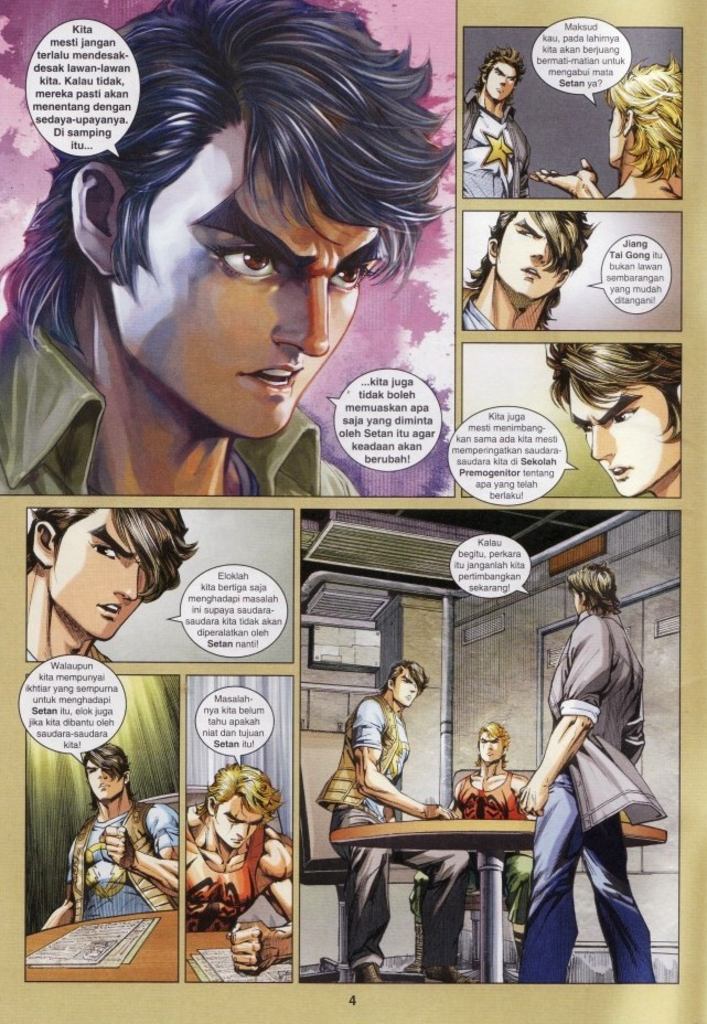 Kita
mesti jangan
terlalu mendesak-
desak lawan-lawan
kita. Kalau tidak,
mereka pasti akan
menentang dengan
sedaya-upayanya.
Di samping
itu...
...kita juga
tidak boleh
memuaskan apa
saja yang diminta
oleh Setan itu agar
keadaan akan
berubah!
Maksud
kau, pada lahirnya
kita akan berjuang
bermati-matian untuk
mengabui mata
Setan ya?
Jiang
Tai Gong itu
bukan lawan
sembarangan
yang mudah
ditangani!
Kita juga
mesti menimbang-
kan sama ada kita mesti
memperingatkan saudara-
saudara kita di Sekolah
Premogenitor tentang
apa yang telah
berlaku!
Eloklah
kita bertiga saja
menghadapi masalah
ini supaya saudara-
saudara kita tidak akan
diperalatkan oleh
Setan nanti!
Kalau
begitu, perkara
itu janganlah kita
pertimbangkan
sekarang!
Walaupun
kita mempunyai
ikhtiar yang sempurna
untuk menghadapi
Setan itu, elok juga
jika kita dibantu oleh
saudara-saudara
kita!
Masalah-
nya kita belum
tahu apakah
niat dan tujuan
Setan itu!
4